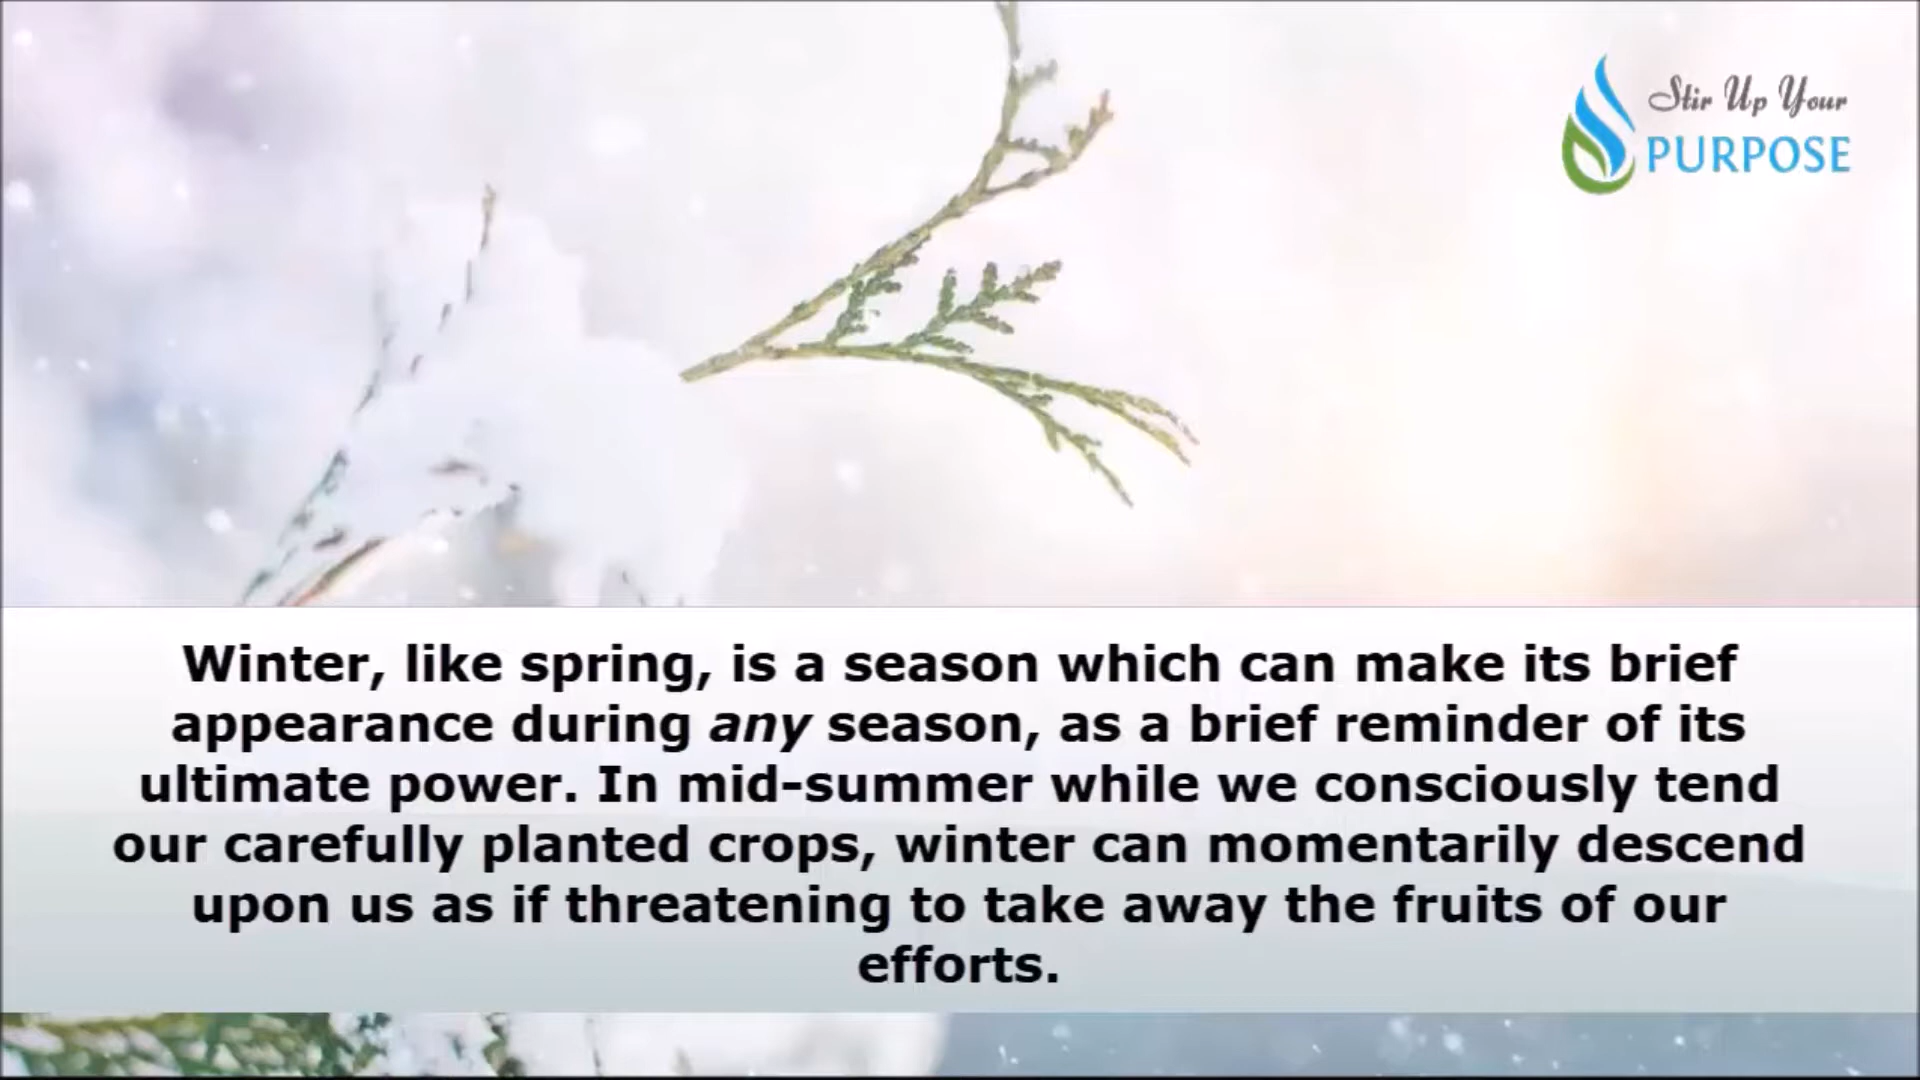 Stir Up Your
PURPOSE
Winter, like spring, is a season which can make its brief
appearance during any season, as a brief reminder of its
ultimate power. In mid-summer while we consciously tend
our carefully planted crops, winter can momentarily descend
upon us as if threatening to take away the fruits of our
efforts.